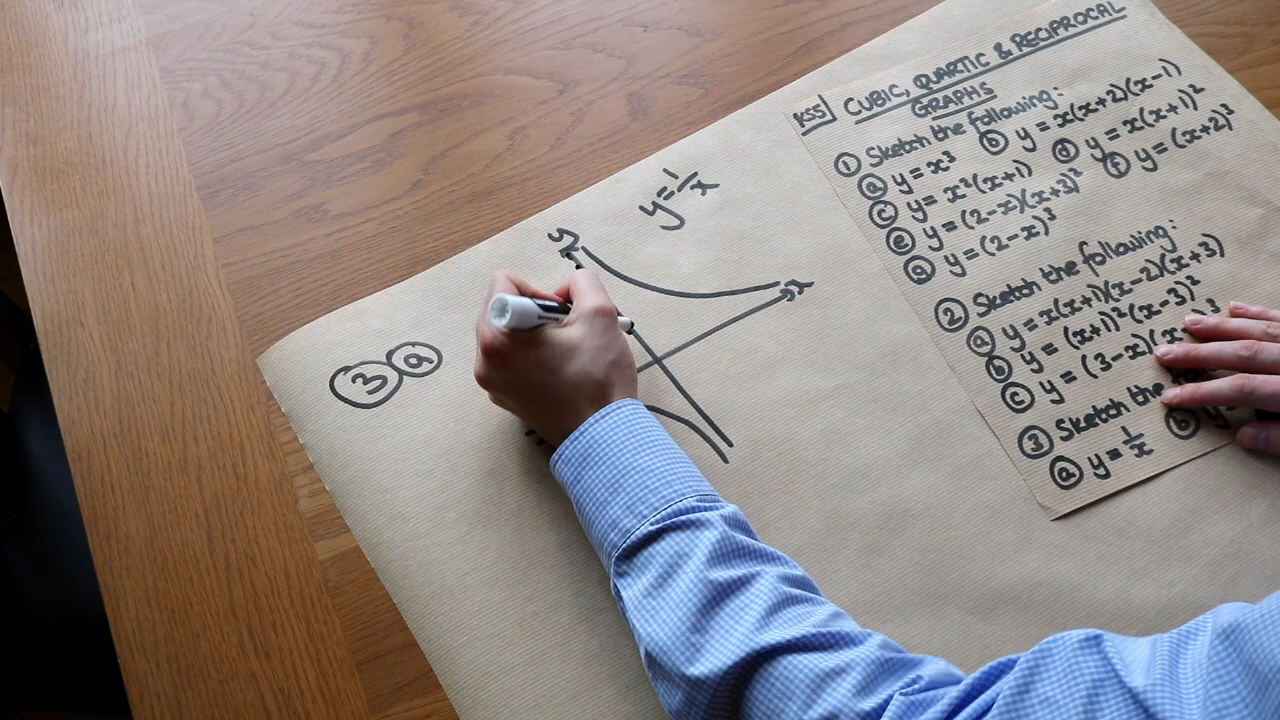 KS5 CUBIC, QUARTIC & RECIPROCAL
GRAPHS
① Sketch the following:
ⓐ y = x³ ⓑ y = x(x+2)(x-1)
ⓒ y = x²(x+1) ⓓ y = x(x+1)²
ⓔ y = (2-x)(x+3)² ⓕ y = (x+2)³
ⓖ y = (2-x)³
② Sketch the following:
ⓐ y = x(x+1)(x-2)(x+3)
ⓑ y = (x+1)²(x-3)²
ⓒ y = (3-x)(x
③ Sketch the
ⓐ y = 1/x ⓑ
③ⓐ
y = 1/x
y
x